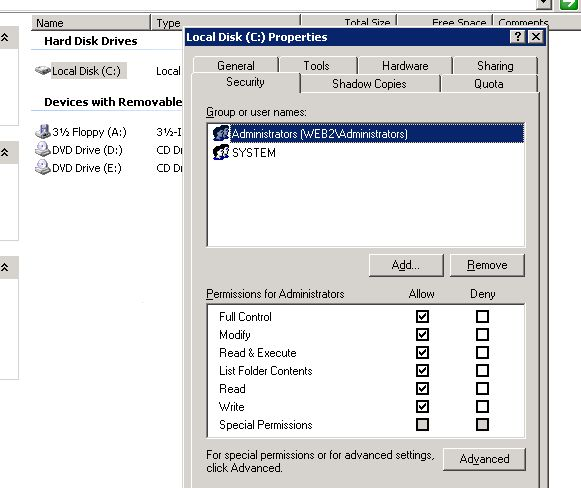 Name Type Total Size Free Space Comments
Hard Disk Drives
Local Disk (C:) Local
Devices with Removable
3½ Floppy (A:) 3½-I
DVD Drive (D:) CD Dr
DVD Drive (E:) CD Dr
Local Disk (C:) Properties
General Tools Hardware Sharing
Security Shadow Copies Quota
Group or user names:
Administrators (WEB2\Administrators)
SYSTEM
Add... Remove
Permissions for Administrators Allow Deny
Full Control
Modify
Read & Execute
List Folder Contents
Read
Write
Special Permissions
For special permissions or for advanced settings,
click Advanced.
Advanced